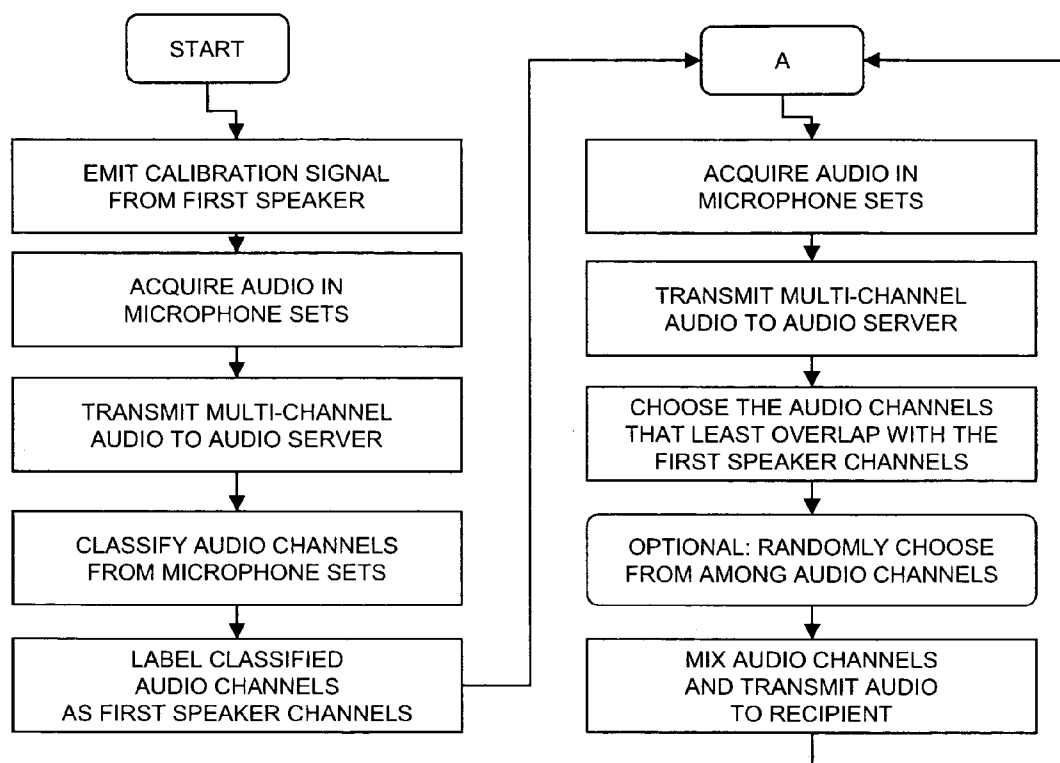 START
EMIT CALIBRATION SIGNAL
FROM FIRST SPEAKER
ACQUIRE AUDIO IN
MICROPHONE SETS
TRANSMIT MULTI-CHANNEL
AUDIO TO AUDIO SERVER
CLASSIFY AUDIO CHANNELS
FROM MICROPHONE SETS
LABEL CLASSIFIED
AUDIO CHANNELS
AS FIRST SPEAKER CHANNELS
A
ACQUIRE AUDIO IN
MICROPHONE SETS
TRANSMIT MULTI-CHANNEL
AUDIO TO AUDIO SERVER
CHOOSE THE AUDIO CHANNELS
THAT LEAST OVERLAP WITH THE
FIRST SPEAKER CHANNELS
OPTIONAL: RANDOMLY CHOOSE
FROM AMONG AUDIO CHANNELS
MIX AUDIO CHANNELS
AND TRANSMIT AUDIO
TO RECIPIENT